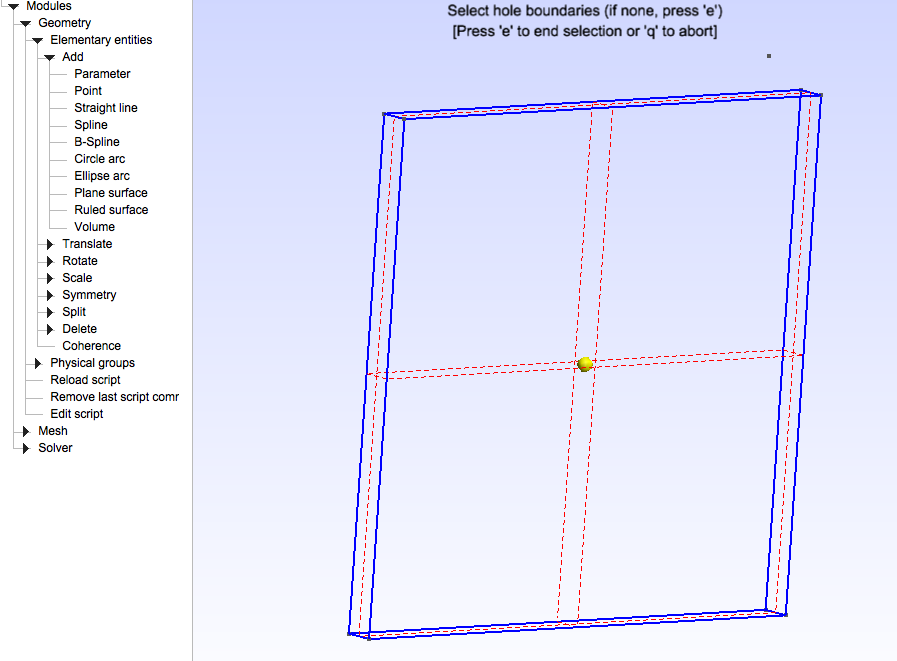 Modules
Geometry
Elementary entities
Add
Parameter
Point
Straight line
Spline
B-Spline
Circle arc
Ellipse arc
Plane surface
Ruled surface
Volume
Translate
Rotate
Scale
Symmetry
Split
Delete
Coherence
Physical groups
Reload script
Remove last script comr
Edit script
Mesh
Solver
Select hole boundaries (if none, press 'e')
[Press 'e' to end selection or 'q' to abort]